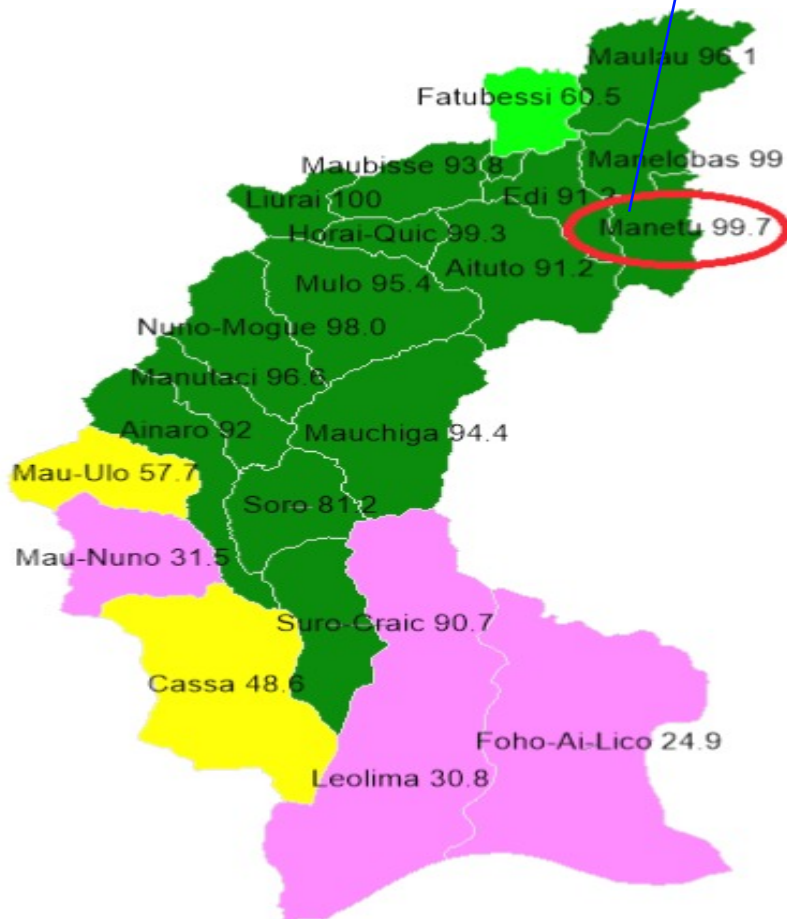 Maulau 96.1
Fatubessi 60.5
Manelobas 99
Maubisse 93.8
Edi 91.2
Liurai 100
Manetu 99.7
Horai-Quic 99.3
Aituto 91.2
Mulo 95.4
Nuno-Mogue 98.0
Manutaci 96.6
Ainaro 92
Mauchiga 94.4
Mau-Ulo 57.7
Soro 81.2
Mau-Nuno 31.5
Suro-Craic 90.7
Cassa 48.6
Foho-Ai-Lico 24.9
Leolima 30.8